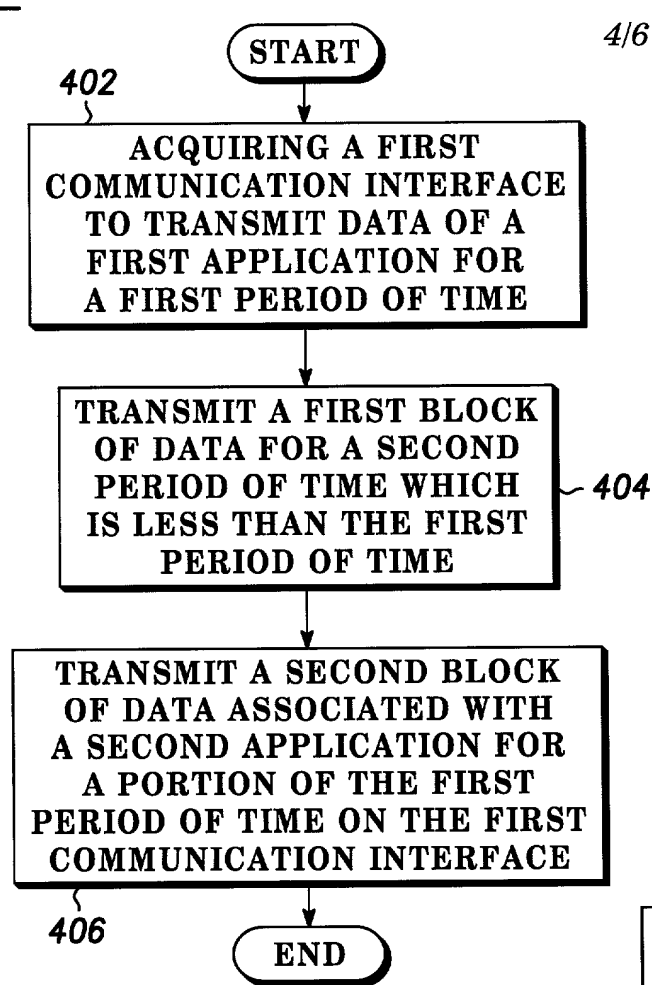 4/6
START
402
ACQUIRING A FIRST
COMMUNICATION INTERFACE
TO TRANSMIT DATA OF A
FIRST APPLICATION FOR
A FIRST PERIOD OF TIME
TRANSMIT A FIRST BLOCK
OF DATA FOR A SECOND
PERIOD OF TIME WHICH
IS LESS THAN THE FIRST
PERIOD OF TIME
404
TRANSMIT A SECOND BLOCK
OF DATA ASSOCIATED WITH
A SECOND APPLICATION FOR
A PORTION OF THE FIRST
PERIOD OF TIME ON THE FIRST
COMMUNICATION INTERFACE
406
END